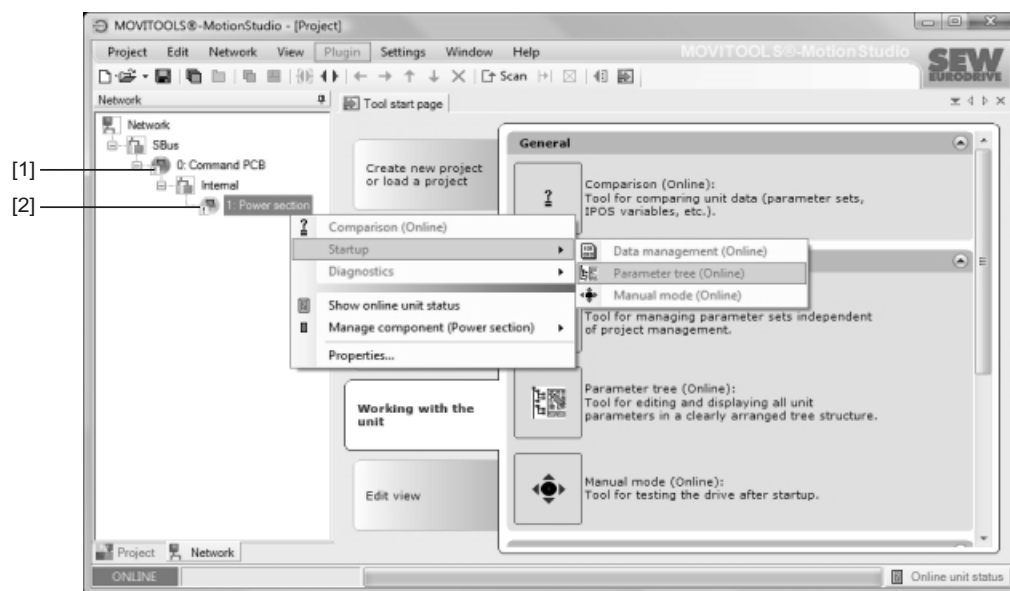 MOVITOOLS®-MotionStudio - [Project]
Project Edit Network View Plugin Settings Window Help
MOVITOOLS®-MotionStudio
SEW
EURODRIVE
Scan
Network
Tool start page
Network
SBus
[1]
0: Command PCB
Internal
[2]
1: Power section
Create new project
or load a project
General
Comparison (Online):
Tool for comparing unit data (parameter sets,
IPOS variables, etc.).
Comparison (Online)
Startup
Diagnostics
Show online unit status
Manage component (Power section)
Properties...
Data management (Online)
Parameter tree (Online)
Manual mode (Online)
Tool for managing parameter sets independent
of project management.
Working with the
unit
Parameter tree (Online):
Tool for editing and displaying all unit
parameters in a clearly arranged tree structure.
Edit view
Manual mode (Online):
Tool for testing the drive after startup.
Project Network
ONLINE
Online unit status